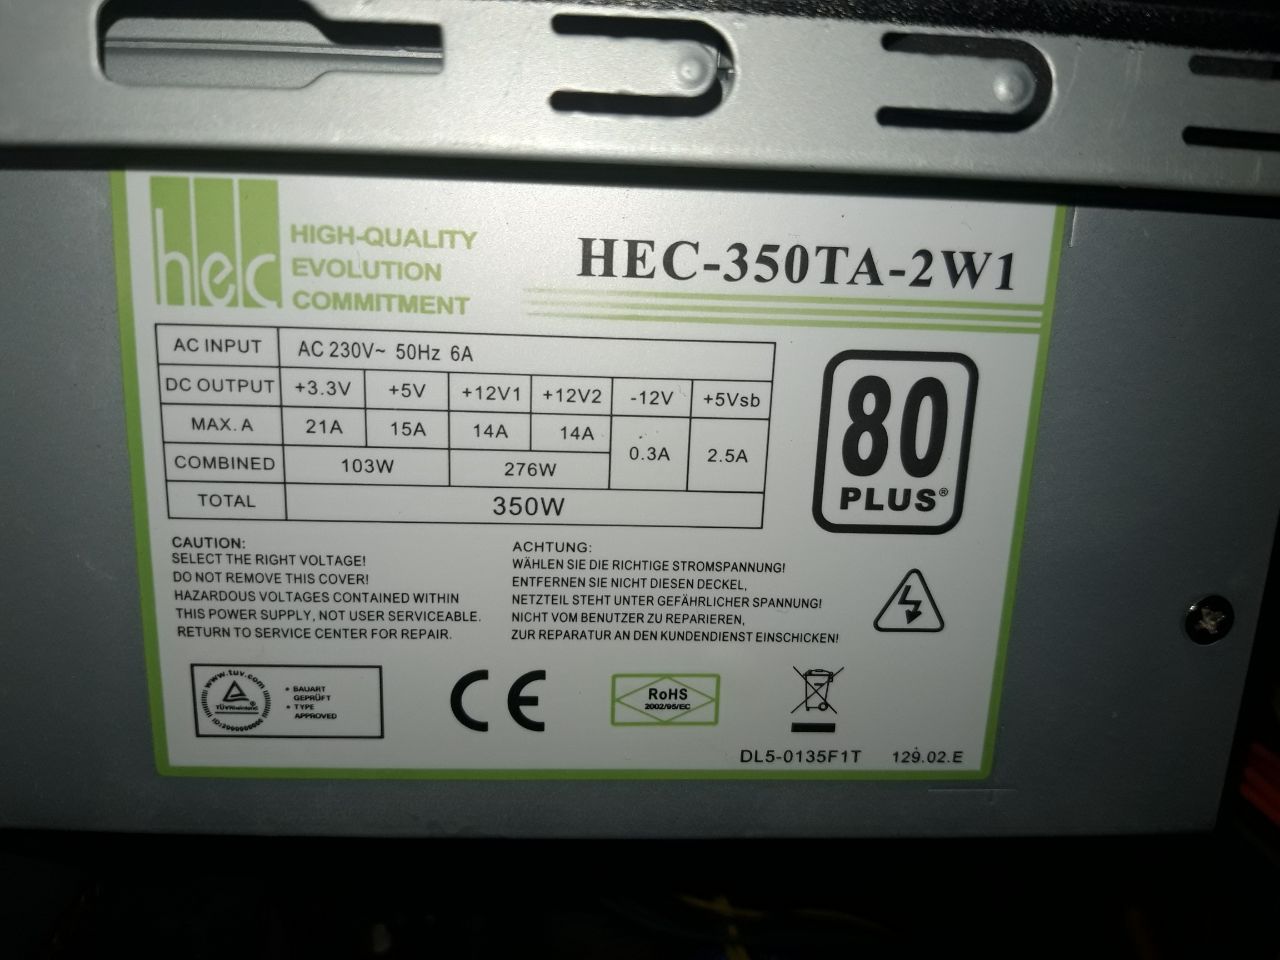 hec
HIGH-QUALITY
EVOLUTION
COMMITMENT
HEC-350TA-2W1
AC INPUT AC 230V~ 50Hz 6A
DC OUTPUT +3.3V +5V +12V1 +12V2 -12V +5Vsb
MAX. A 21A 15A 14A 14A 0.3A 2.5A
COMBINED 103W 276W
TOTAL 350W
80
PLUS®
CAUTION:
SELECT THE RIGHT VOLTAGE!
DO NOT REMOVE THIS COVER!
HAZARDOUS VOLTAGES CONTAINED WITHIN
THIS POWER SUPPLY, NOT USER SERVICEABLE.
RETURN TO SERVICE CENTER FOR REPAIR.
ACHTUNG:
WÄHLEN SIE DIE RICHTIGE STROMSPANNUNG!
ENTFERNEN SIE NICHT DIESEN DECKEL,
NETZTEIL STEHT UNTER GEFÄHRLICHER SPANNUNG!
NICHT VOM BENUTZER ZU REPARIEREN,
ZUR REPARATUR AN DEN KUNDENDIENST EINSCHICKEN!
www.tuv.com
TÜVRheinland
• BAUART
GEPRÜFT
• TYPE
APPROVED
CE
RoHS
2002/95/EC
DL5-0135F1T 129.02.E